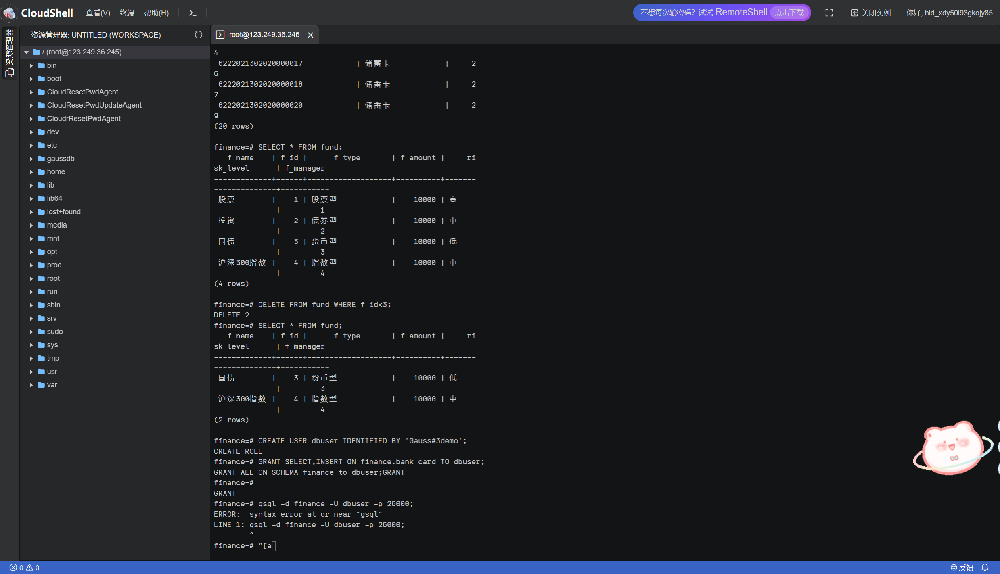 CloudShell 查看(V) 终端 帮助(H) 不想每次输密码? 试试 RemoteShell 点击下载 关闭实例 你好, hid_xdy50l93gkojy85
资源管理器
资源管理器: UNTITLED (WORKSPACE)
/ (root@123.249.36.245)
bin
boot
CloudResetPwdAgent
CloudResetPwdUpdateAgent
CloudrResetPwdAgent
dev
etc
gaussdb
home
lib
lib64
lost+found
media
mnt
opt
proc
root
run
sbin
srv
sudo
sys
tmp
usr
var
root@123.249.36.245
4
6222021302020000017 | 储蓄卡 | 2
6
6222021302020000018 | 储蓄卡 | 2
7
6222021302020000020 | 储蓄卡 | 2
9
(20 rows)
finance=# SELECT * FROM fund;
f_name | f_id | f_type | f_amount | ri
sk_level | f_manager
-------------+------+-------------------+----------+-------
--------------+-----------
股票 | 1 | 股票型 | 10000 | 高
| 1
投资 | 2 | 债券型 | 10000 | 中
| 2
国债 | 3 | 货币型 | 10000 | 低
| 3
沪深300指数 | 4 | 指数型 | 10000 | 中
| 4
(4 rows)
finance=# DELETE FROM fund WHERE f_id<3;
DELETE 2
finance=# SELECT * FROM fund;
f_name | f_id | f_type | f_amount | ri
sk_level | f_manager
-------------+------+-------------------+----------+-------
--------------+-----------
国债 | 3 | 货币型 | 10000 | 低
| 3
沪深300指数 | 4 | 指数型 | 10000 | 中
| 4
(2 rows)
finance=# CREATE USER dbuser IDENTIFIED BY 'Gauss#3demo';
CREATE ROLE
finance=# GRANT SELECT,INSERT ON finance.bank_card TO dbuser;
GRANT ALL ON SCHEMA finance to dbuser;GRANT
finance=#
GRANT
finance=# gsql -d finance -U dbuser -p 26000;
ERROR: syntax error at or near "gsql"
LINE 1: gsql -d finance -U dbuser -p 26000;
^
finance=# ^[a
0 0 反馈